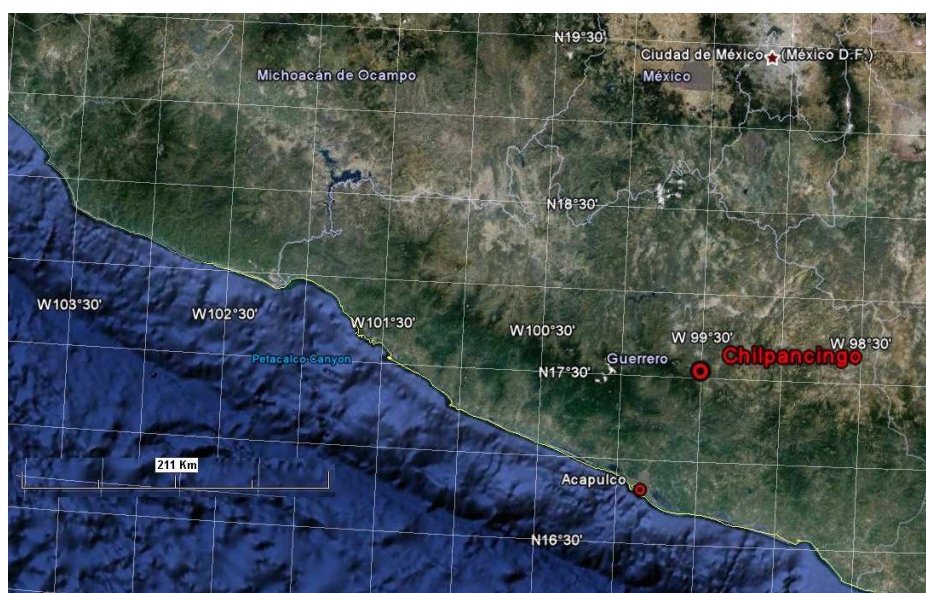 N19°30'
Ciudad de México (México D.F.)
Michoacán de Ocampo
México
N18°30'
W103°30'
W102°30'
W101°30'
W100°30'
W 99°30'
W 98°30'
Petacalco Canyon
Guerrero
Chilpancingo
N17°30'
211 Km
Acapulco
N16°30'